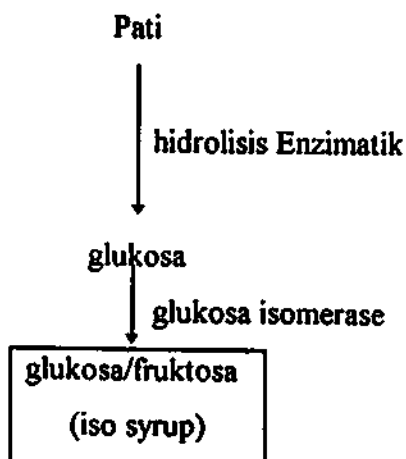 Pati
hidrolisis Enzimatik
glukosa
glukosa isomerase
glukosa/fruktosa
(iso syrup)